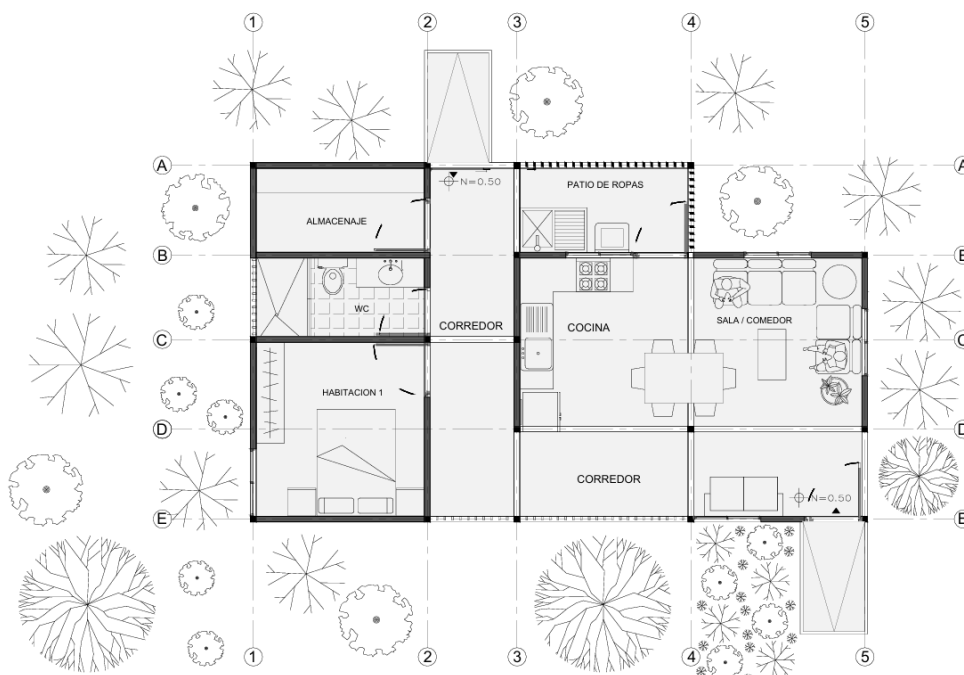 1 2 3 4 5
A A
N=0.50
PATIO DE ROPAS
ALMACENAJE
B B
WC
CORREDOR
COCINA
SALA / COMEDOR
C C
HABITACION 1
D D
CORREDOR
N=0.50
E E
1 2 3 4 5